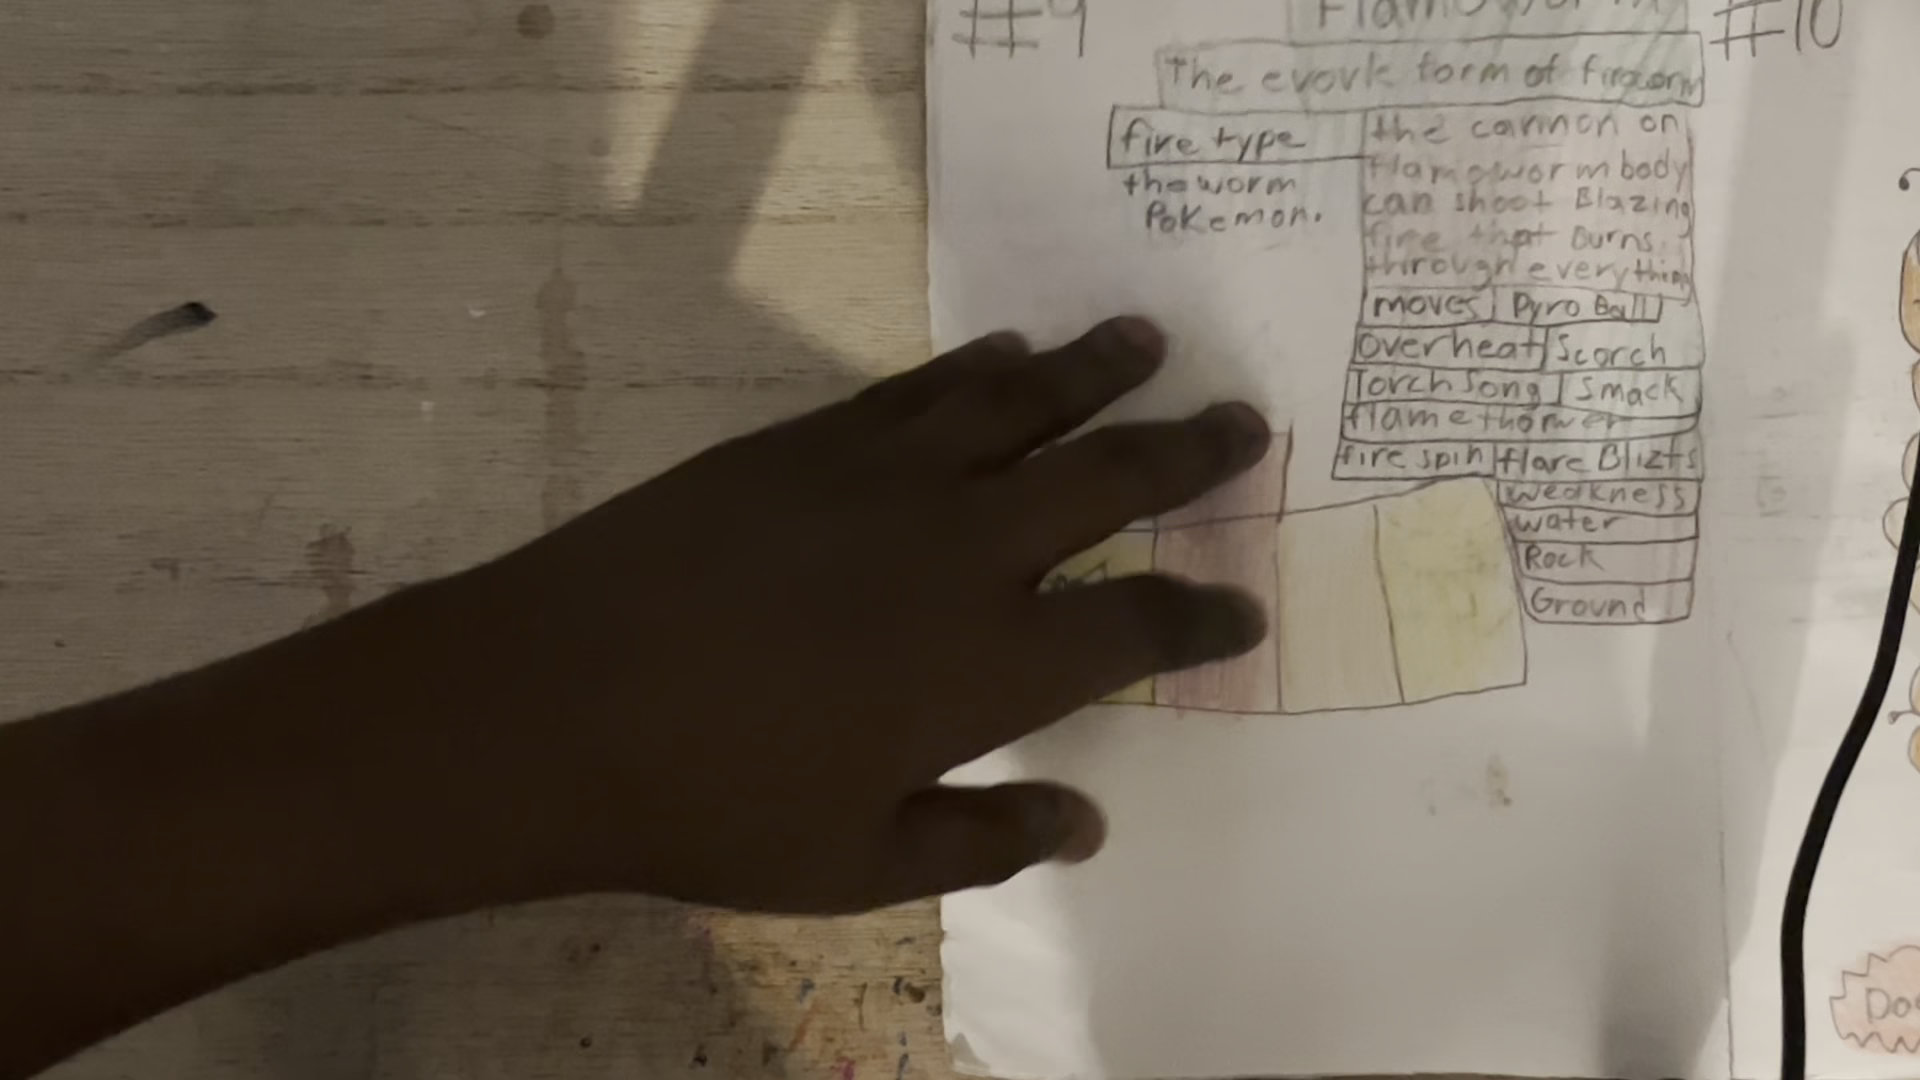 #9
#10
The evovle form of fireworm
fire type
the worm
Pokemon.
the cannon on
flameworm body
can shoot Blazing
fire that Burns
through everything
moves Pyro Ball
Overheat Scorch
Torch Song Smack
flamethorwer
fire spin flare Blizts
weakness
water
Rock
Ground